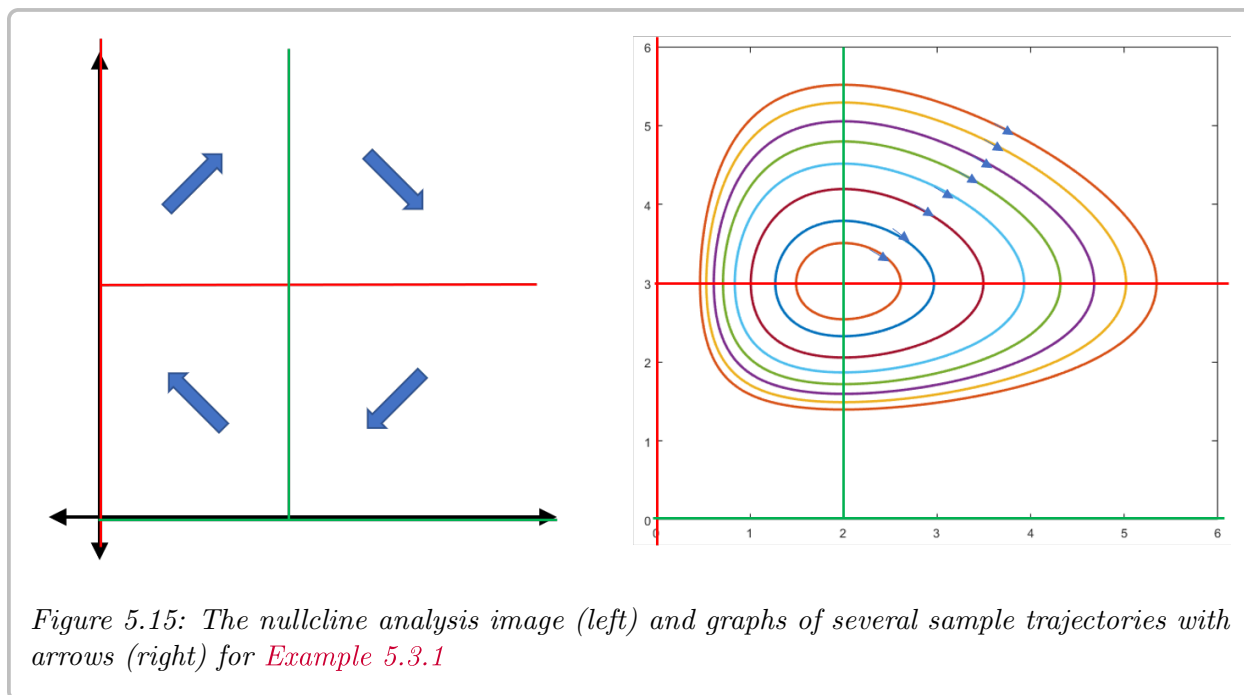 6
5
4
3
2
1
0
0 1 2 3 4 5 6
Figure 5.15: The nullcline analysis image (left) and graphs of several sample trajectories with
arrows (right) for Example 5.3.1